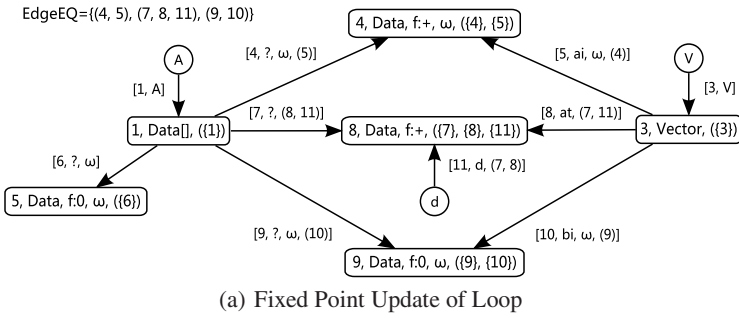 EdgeEQ={(4, 5), (7, 8, 11), (9, 10)}
4, Data, f:+, ω, ({4}, {5})
[4, ?, ω, (5)]
[5, ai, ω, (4)]
A
V
[1, A]
[3, V]
[7, ?, (8, 11)]
[8, at, (7, 11)]
1, Data[], ({1})
8, Data, f:+, ({7}, {8}, {11})
3, Vector, ({3})
[6, ?, ω]
[11, d, (7, 8)]
5, Data, f:0, ω, ({6})
d
[9, ?, ω, (10)]
[10, bi, ω, (9)]
9, Data, f:0, ω, ({9}, {10})
(a) Fixed Point Update of Loop